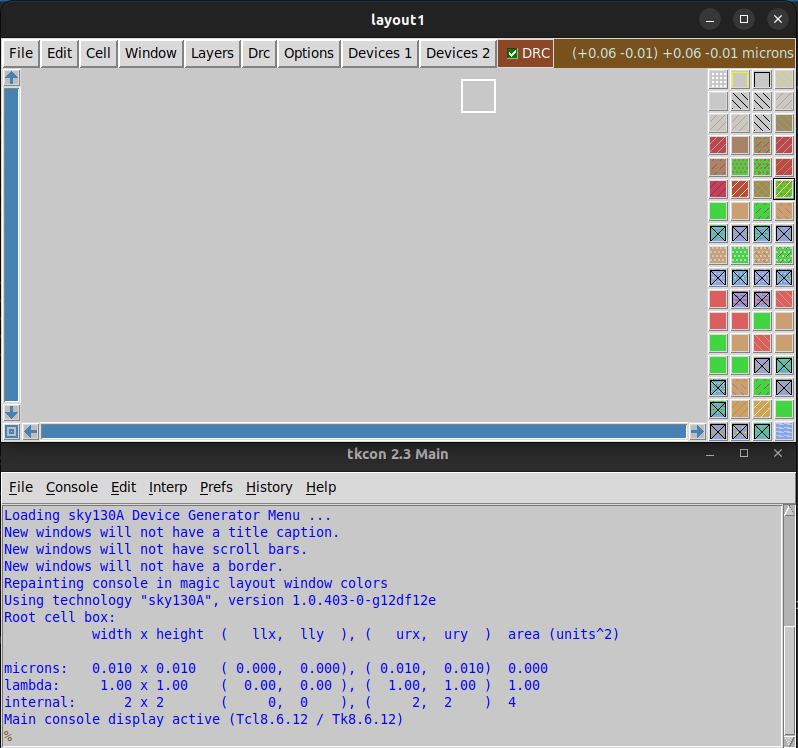 layout1
File Edit Cell Window Layers Drc Options Devices 1 Devices 2 DRC (+0.06 -0.01) +0.06 -0.01 microns
tkcon 2.3 Main
File Console Edit Interp Prefs History Help
Loading sky130A Device Generator Menu ...
New windows will not have a title caption.
New windows will not have scroll bars.
New windows will not have a border.
Repainting console in magic layout window colors
Using technology "sky130A", version 1.0.403-0-g12df12e
Root cell box:
width x height ( llx, lly ), ( urx, ury ) area (units^2)
microns: 0.010 x 0.010 ( 0.000, 0.000), ( 0.010, 0.010) 0.000
lambda: 1.00 x 1.00 ( 0.00, 0.00 ), ( 1.00, 1.00 ) 1.00
internal: 2 x 2 ( 0, 0 ), ( 2, 2 ) 4
Main console display active (Tcl8.6.12 / Tk8.6.12)
%